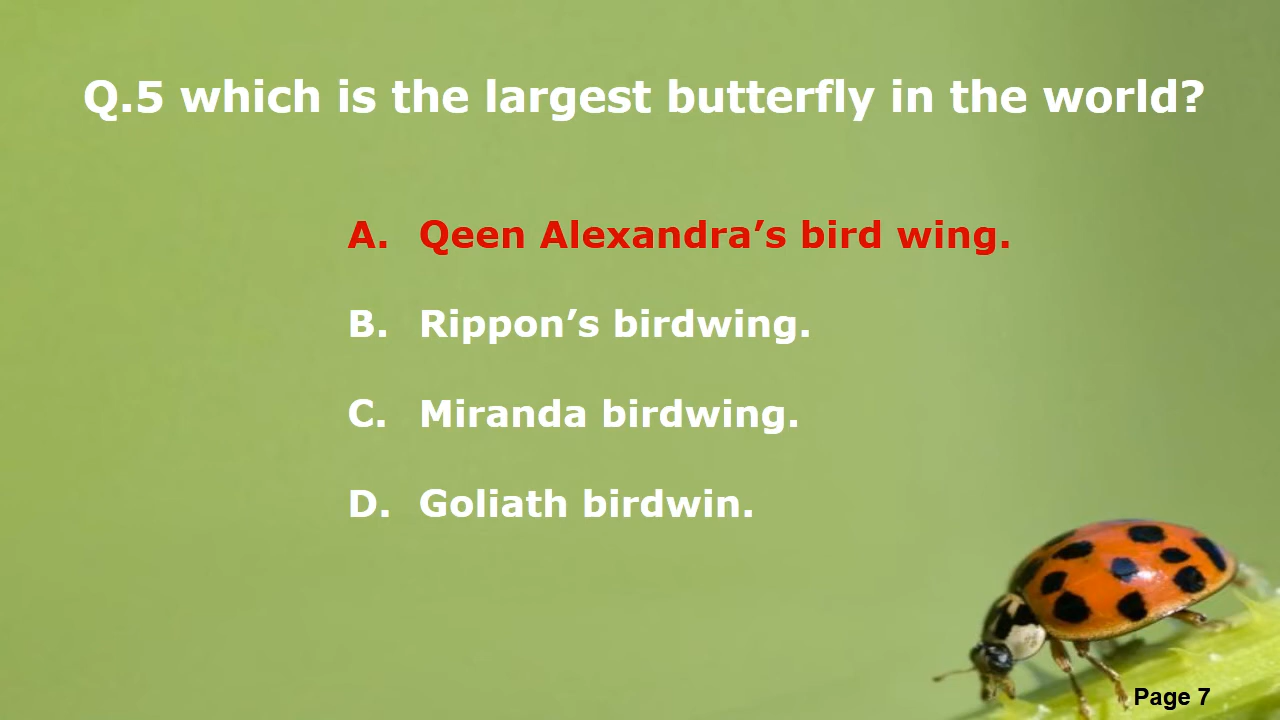 Q.5 which is the largest butterfly in the world?
A. Qeen Alexandra’s bird wing.
B. Rippon’s birdwing.
C. Miranda birdwing.
D. Goliath birdwin.
Page 7